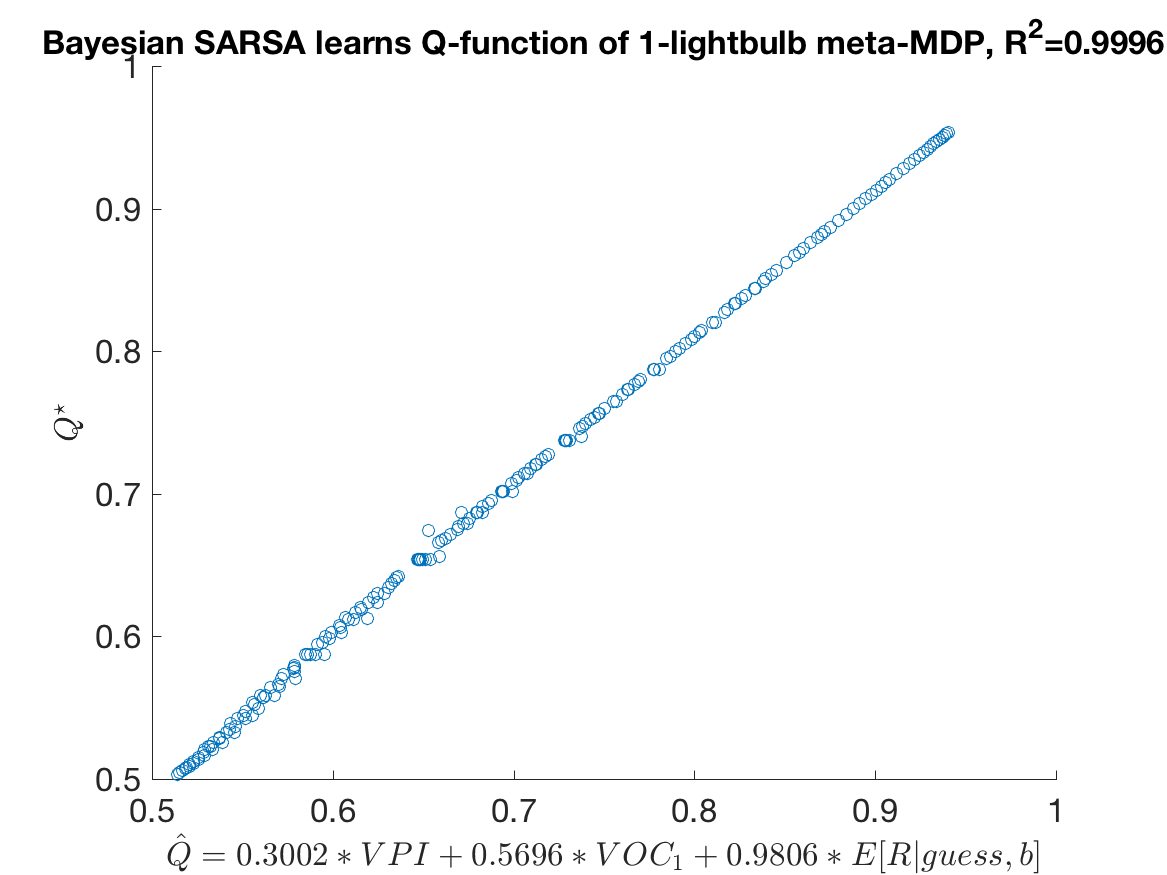 Bayesian SARSA learns Q-function of 1-lightbulb meta-MDP, R²=0.9996
1
0.9
0.8
0.7
0.6
0.5
Q⋆
0.5 0.6 0.7 0.8 0.9 1
Q̂ = 0.3002 ∗ VPI + 0.5696 ∗ VOC₁ + 0.9806 ∗ E[R|guess, b]